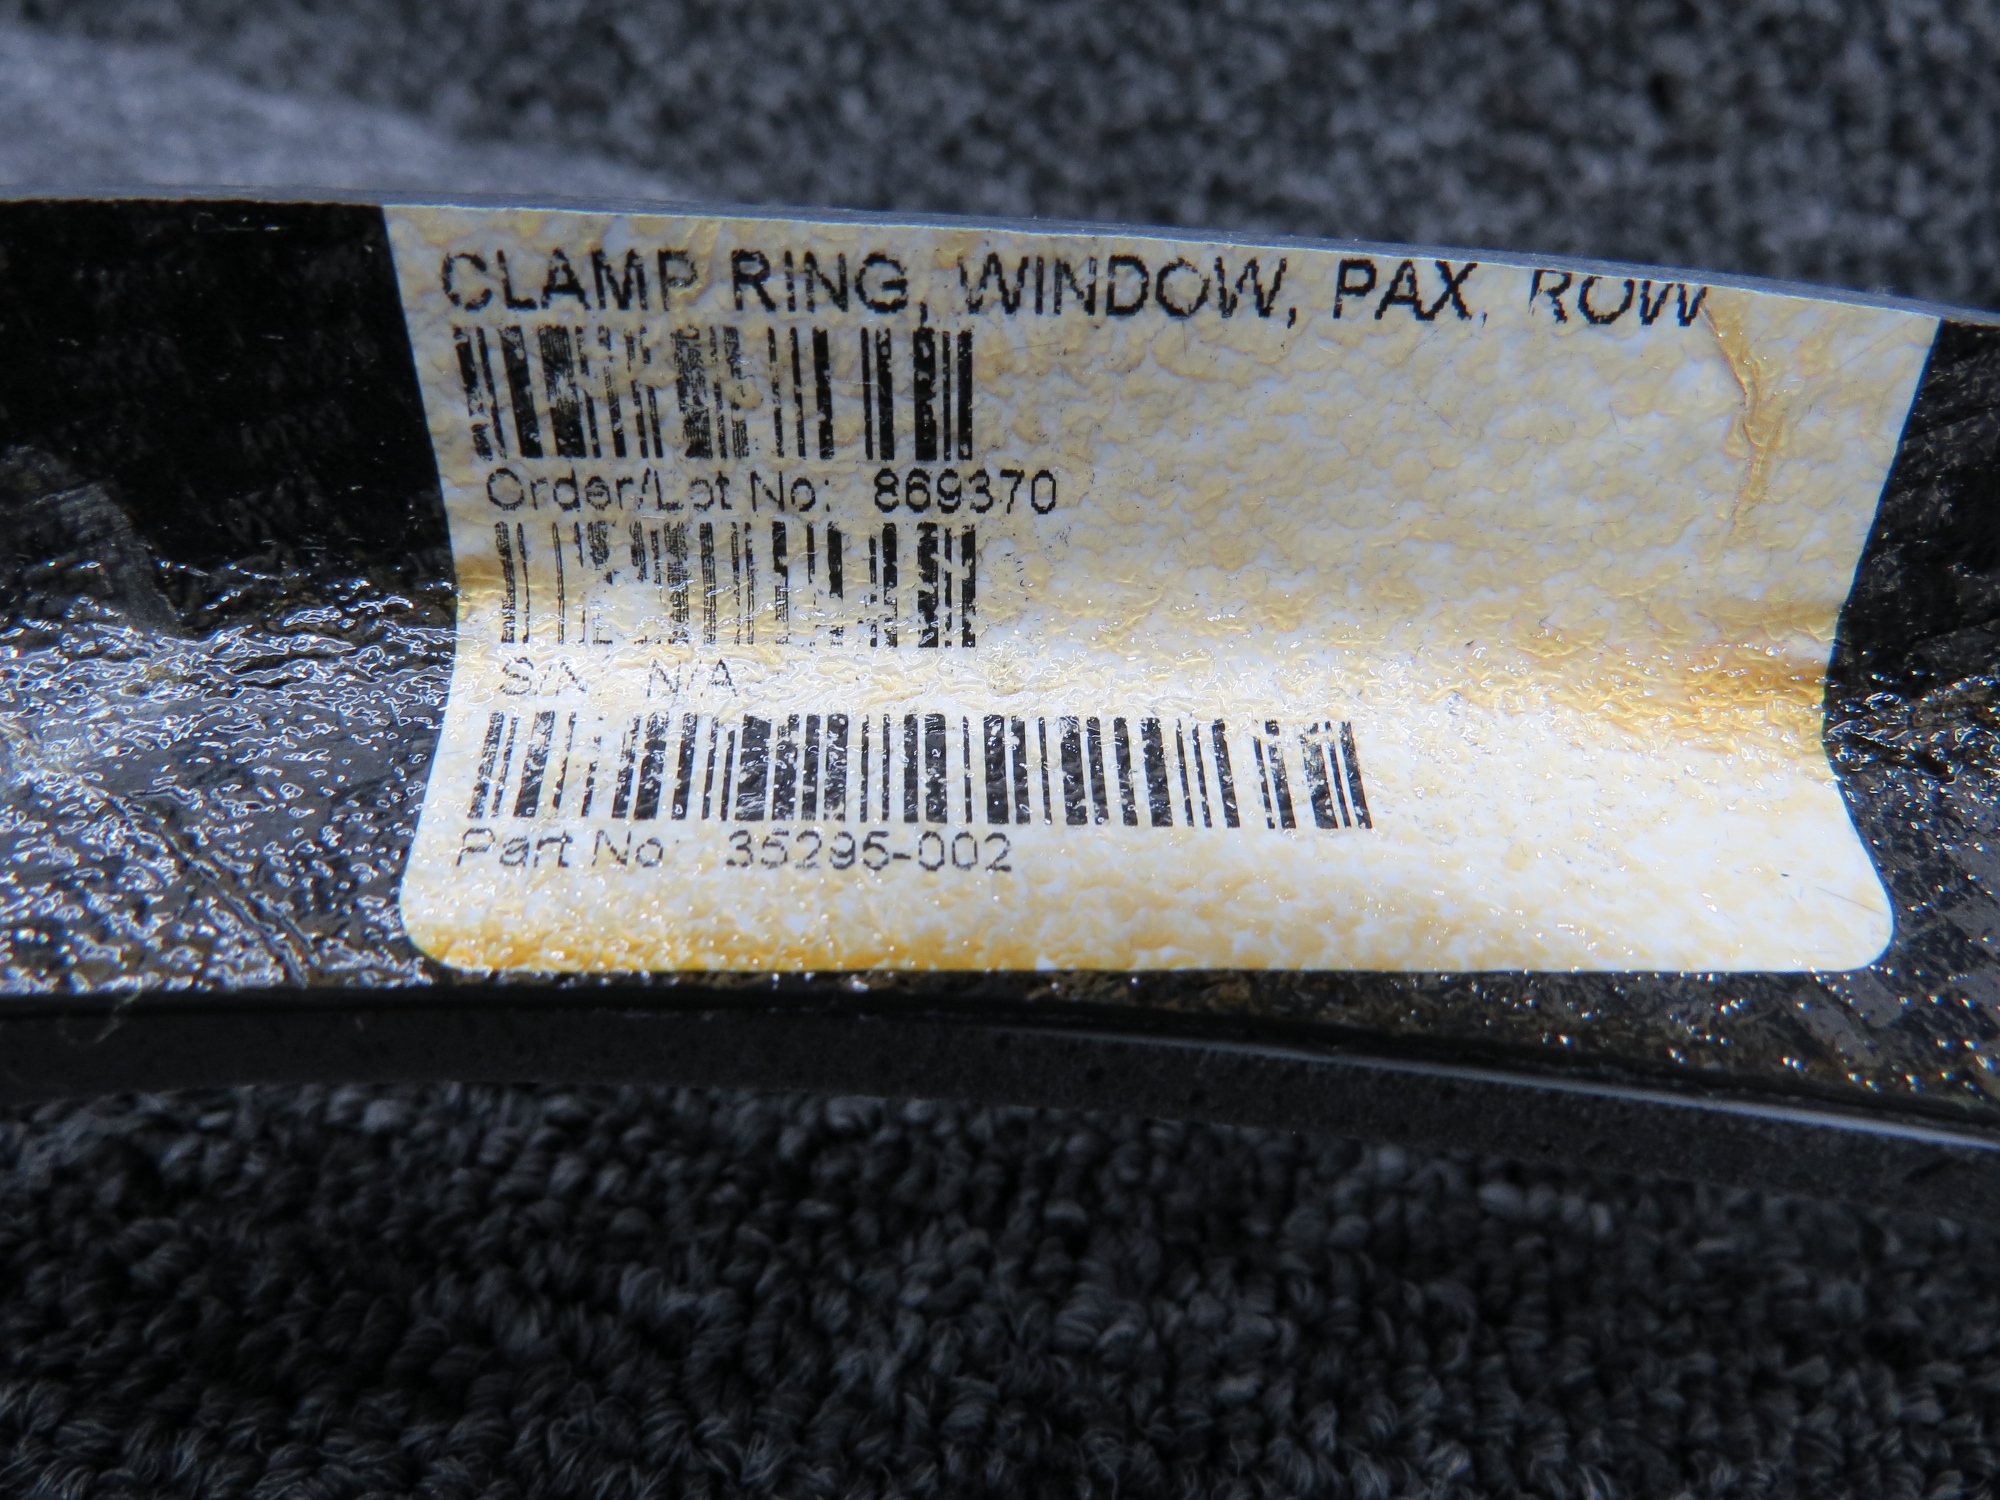 CLAMP RING, WINDOW, PAX, ROW
Order/Lot No: 869370
S/N N/A
Part No: 35295-002